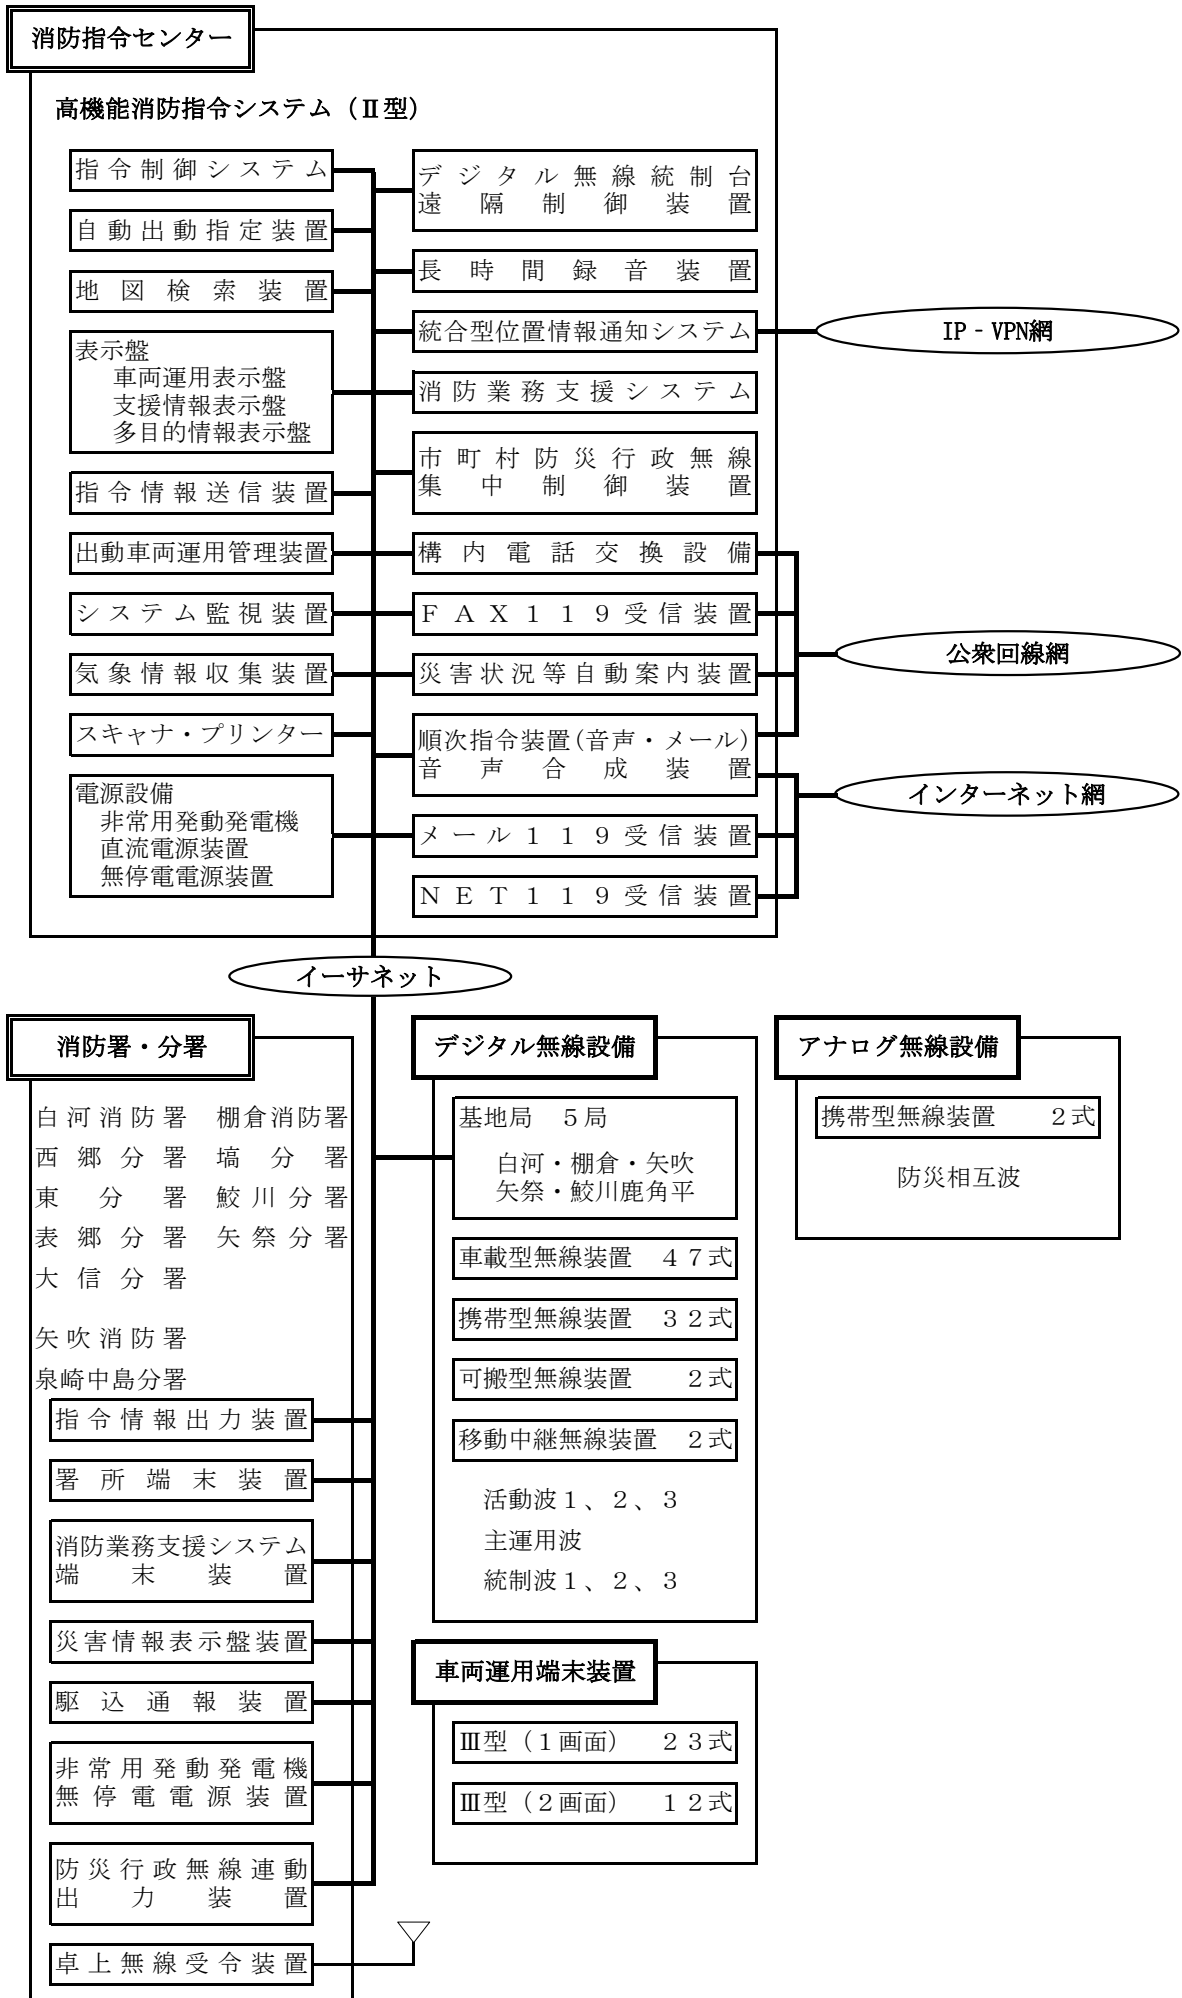 消防指令センター
高機能消防指令システム（Ⅱ型）
指令制御システム
自動出動指定装置
地図検索装置
表示盤
車両運用表示盤
支援情報表示盤
多目的情報表示盤
指令情報送信装置
出動車両運用管理装置
システム監視装置
気象情報収集装置
スキャナ・プリンター
電源設備
非常用発動発電機
直流電源装置
無停電電源装置
デジタル無線統制台
遠隔制御装置
長時間録音装置
統合型位置情報通知システム
消防業務支援システム
市町村防災行政無線
集中制御装置
構内電話交換設備
ＦＡＸ１１９受信装置
災害状況等自動案内装置
順次指令装置(音声・メール)
音声合成装置
メール１１９受信装置
ＮＥＴ１１９受信装置
IP‐VPN網
公衆回線網
インターネット網
イーサネット
消防署・分署
白河消防署　棚倉消防署
西郷分署　塙分署
東分署　鮫川分署
表郷分署　矢祭分署
大信分署
矢吹消防署
泉崎中島分署
指令情報出力装置
署所端末装置
消防業務支援システム
端末装置
災害情報表示盤装置
駆込通報装置
非常用発動発電機
無停電電源装置
防災行政無線連動
出力装置
卓上無線受令装置
デジタル無線設備
基地局　５局
白河・棚倉・矢吹
矢祭・鮫川鹿角平
車載型無線装置　４７式
携帯型無線装置　３２式
可搬型無線装置　２式
移動中継無線装置　２式
活動波１、２、３
主運用波
統制波１、２、３
車両運用端末装置
Ⅲ型（１画面）　２３式
Ⅲ型（２画面）　１２式
アナログ無線設備
携帯型無線装置　２式
防災相互波